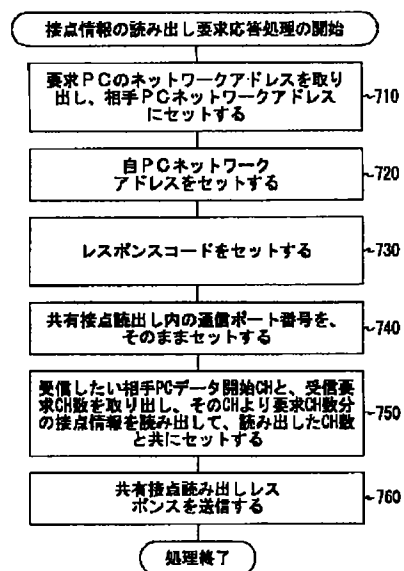 接点情報の読み出し要求応答処理の開始
要求PCのネットワークアドレスを取り
出し、相手PCネットワークアドレス
にセットする
710
自PCネットワーク
アドレスをセットする
720
レスポンスコードをセットする
730
共有接点読出し内の通信ポート番号を、
そのままセットする
740
受信したい相手PCデータ開始CHと、受信要
求CH数を取り出し、そのCHより要求CH数分
の接点情報を読み出して、読み出したCH数
と共にセットする
750
共有接点読み出しレス
ポンスを送信する
760
処理終了